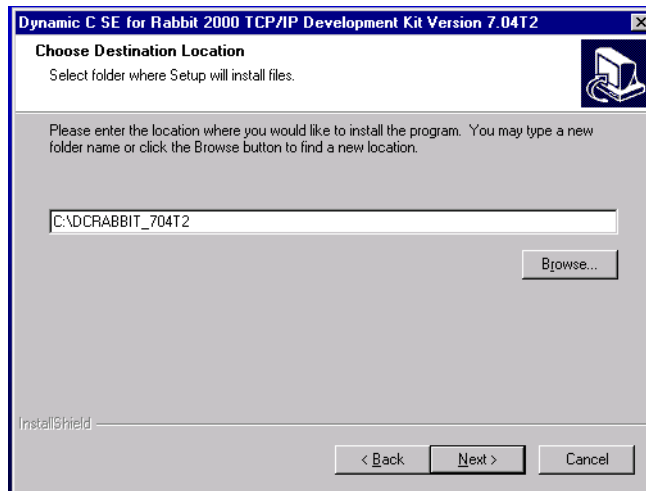 Dynamic C SE for Rabbit 2000 TCP/IP Development Kit Version 7.04T2
Choose Destination Location
Select folder where Setup will install files.
Please enter the location where you would like to install the program. You may type a new
folder name or click the Browse button to find a new location.
C:\DCRABBIT_704T2
Browse...
InstallShield
< Back Next > Cancel